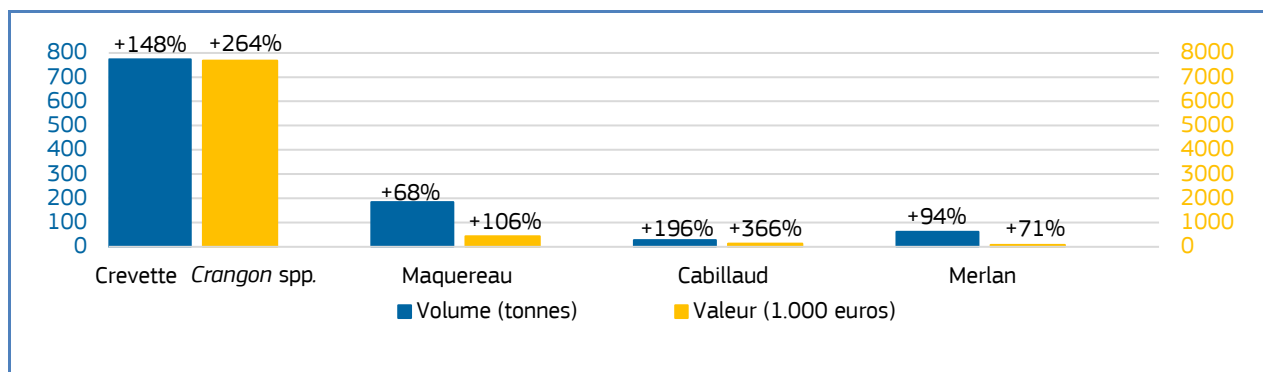 +148% +264%
800 8000
700 7000
600 6000
500 5000
400 4000
300 3000
200 +68% 2000
100 +106% +196% +366% +94% +71% 1000
0 0
Crevette Crangon spp. Maquereau Cabillaud Merlan
Volume (tonnes) Valeur (1.000 euros)